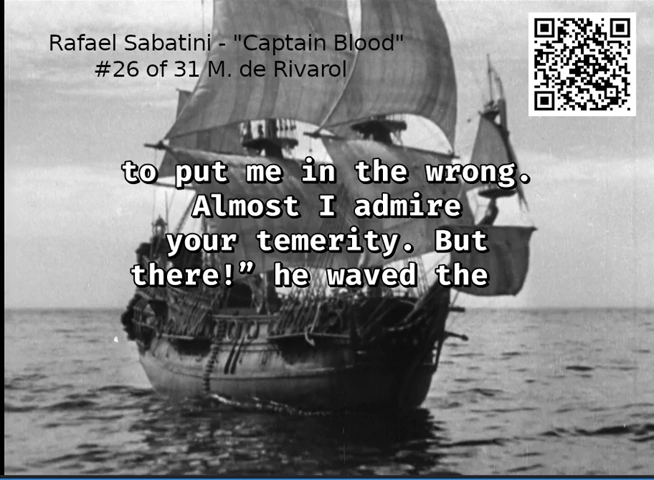 Rafael Sabatini - "Captain Blood"
#26 of 31 M. de Rivarol
to put me in the wrong.
Almost I admire
your temerity. But
there!” he waved the